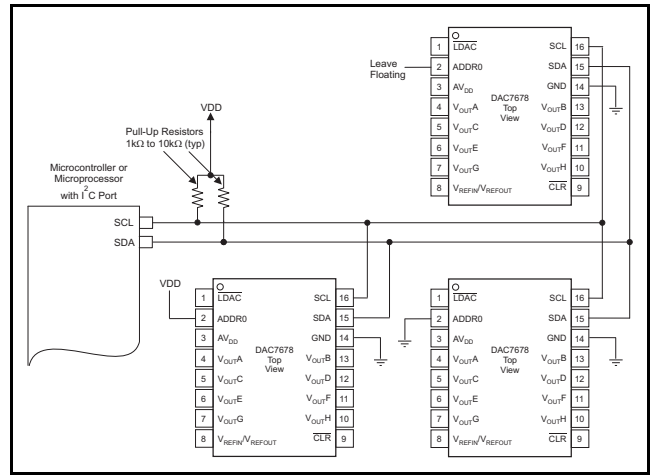 Leave
Floating
1 LDAC SCL 16
2 ADDR0 SDA 15
3 AVDD GND 14
4 VOUTA VOUTB 13
5 VOUTC VOUTD 12
6 VOUTE VOUTF 11
7 VOUTG VOUTH 10
8 VREFIN/VREFOUT CLR 9
DAC7678
Top
View
VDD
Pull-Up Resistors
1kΩ to 10kΩ (typ)
Microcontroller or
Microprocessor
with I2C Port
SCL
SDA
VDD
1 LDAC SCL 16
2 ADDR0 SDA 15
3 AVDD GND 14
4 VOUTA VOUTB 13
5 VOUTC VOUTD 12
6 VOUTE VOUTF 11
7 VOUTG VOUTH 10
8 VREFIN/VREFOUT CLR 9
DAC7678
Top
View
1 LDAC SCL 16
2 ADDR0 SDA 15
3 AVDD GND 14
4 VOUTA VOUTB 13
5 VOUTC VOUTD 12
6 VOUTE VOUTF 11
7 VOUTG VOUTH 10
8 VREFIN/VREFOUT CLR 9
DAC7678
Top
View